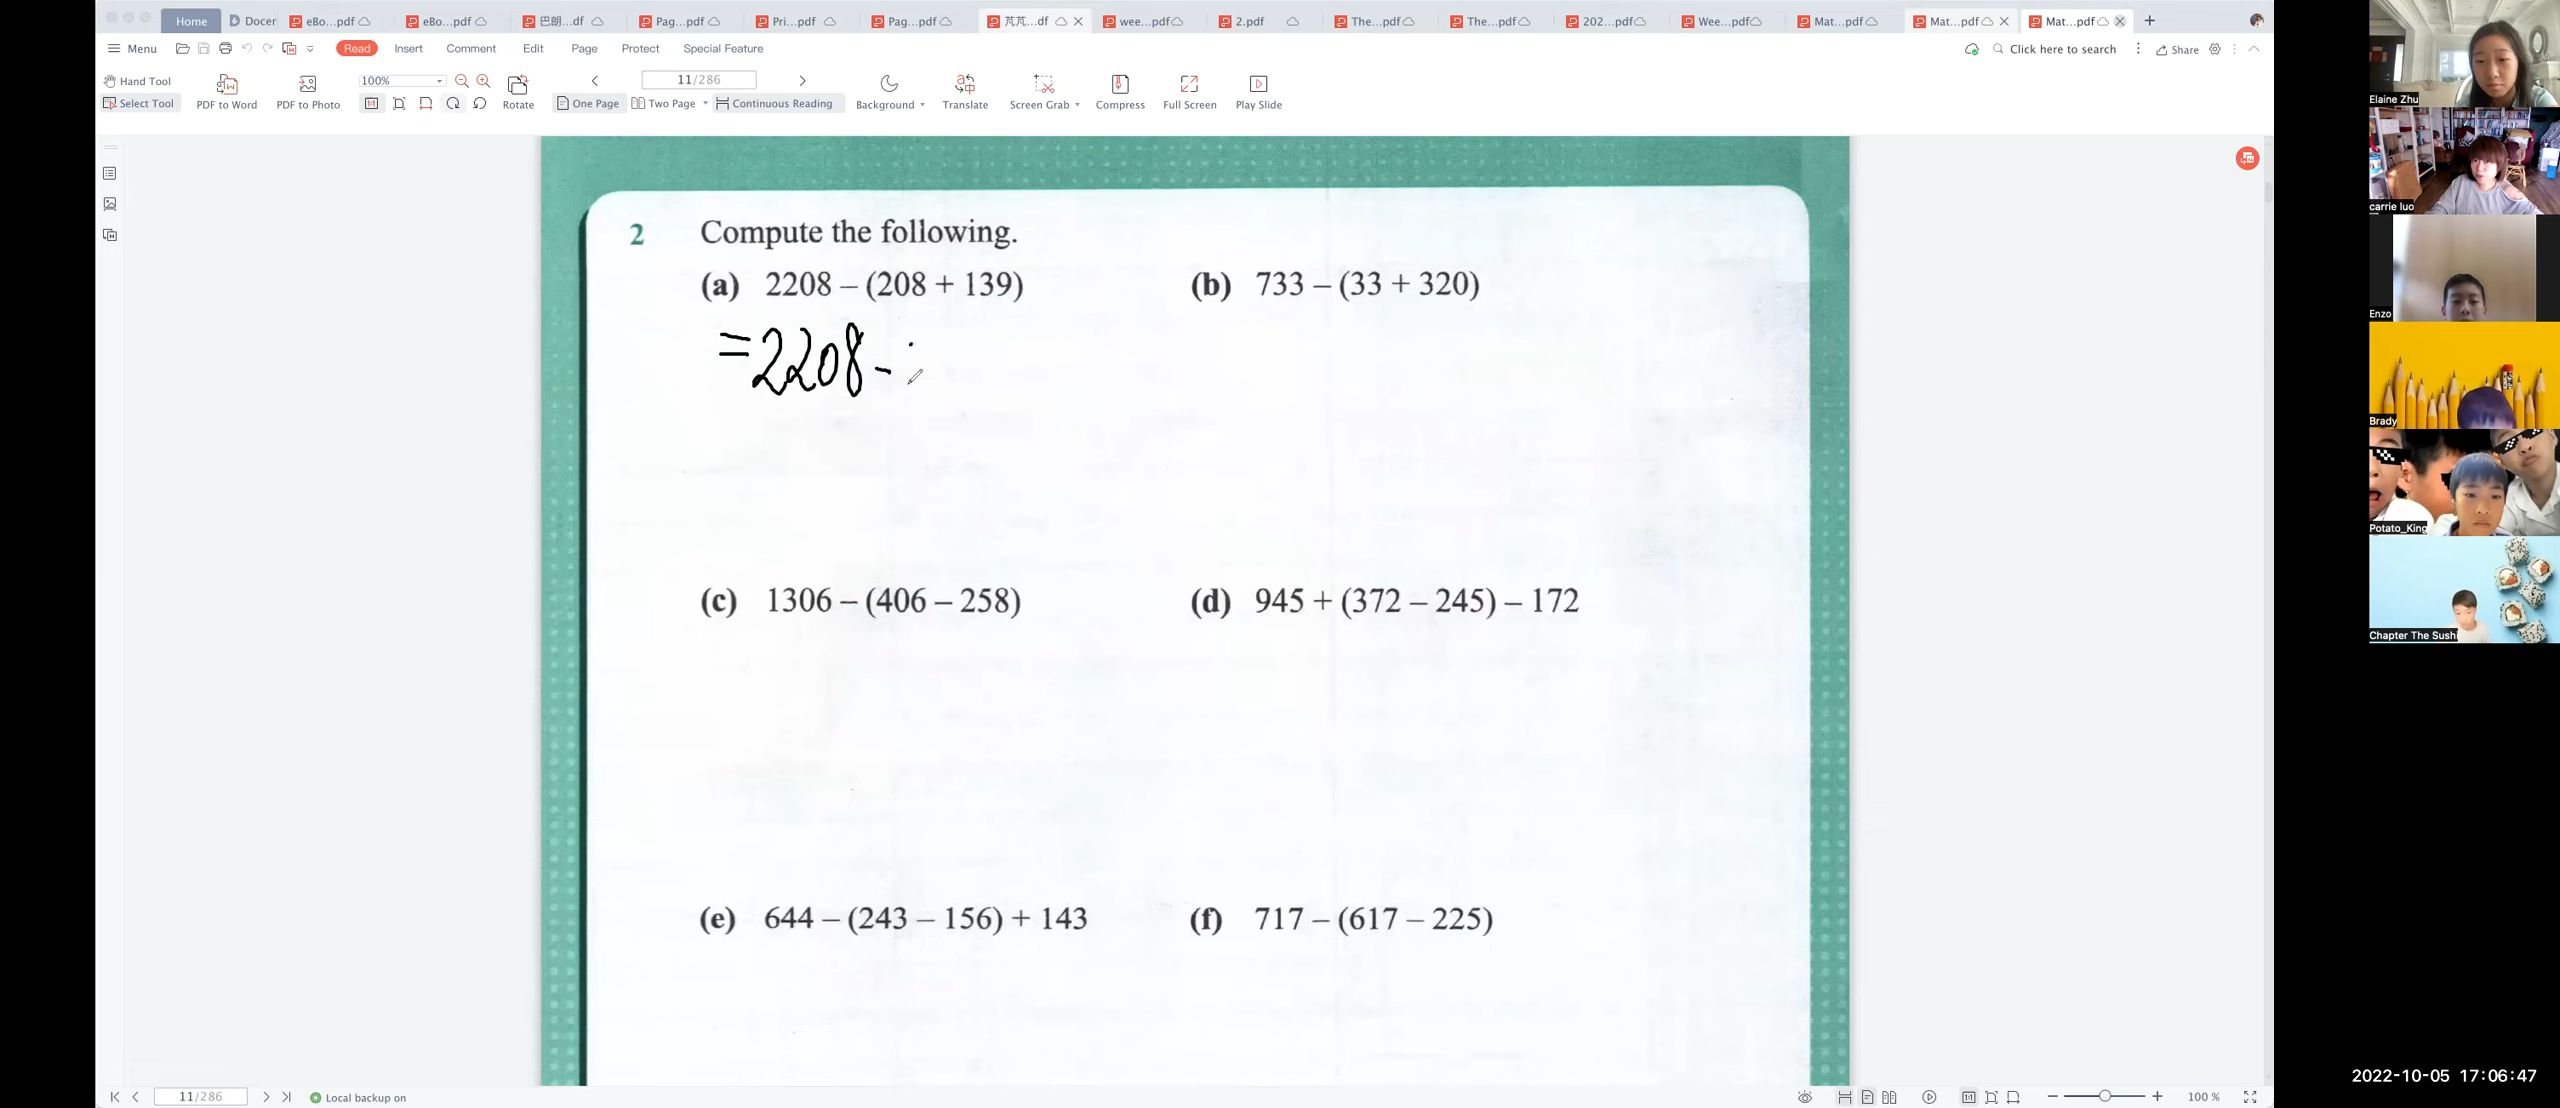 Home
Docer
eBo...pdf
eBo...pdf
巴朗...df
Pag...pdf
Pri...pdf
Pag...pdf
芃芃...df
wee...pdf
2.pdf
The...pdf
The...pdf
202...pdf
Wee...pdf
Mat...pdf
Mat...pdf
Mat...pdf
Menu
Read
Insert
Comment
Edit
Page
Protect
Special Feature
Click here to search
Share
Hand Tool
Select Tool
PDF to Word
PDF to Photo
100%
Rotate
11/286
One Page
Two Page
Continuous Reading
Background
Translate
Screen Grab
Compress
Full Screen
Play Slide
2 Compute the following.
(a) 2208 – (208 + 139)
(b) 733 – (33 + 320)
=2208-
(c) 1306 – (406 – 258)
(d) 945 + (372 – 245) – 172
(e) 644 – (243 – 156) + 143
(f) 717 – (617 – 225)
11/286
Local backup on
100 %
Elaine Zhu
carrie luo
Enzo
Brady
Potato_King
Chapter The Sushi
2022-10-05 17:06:47